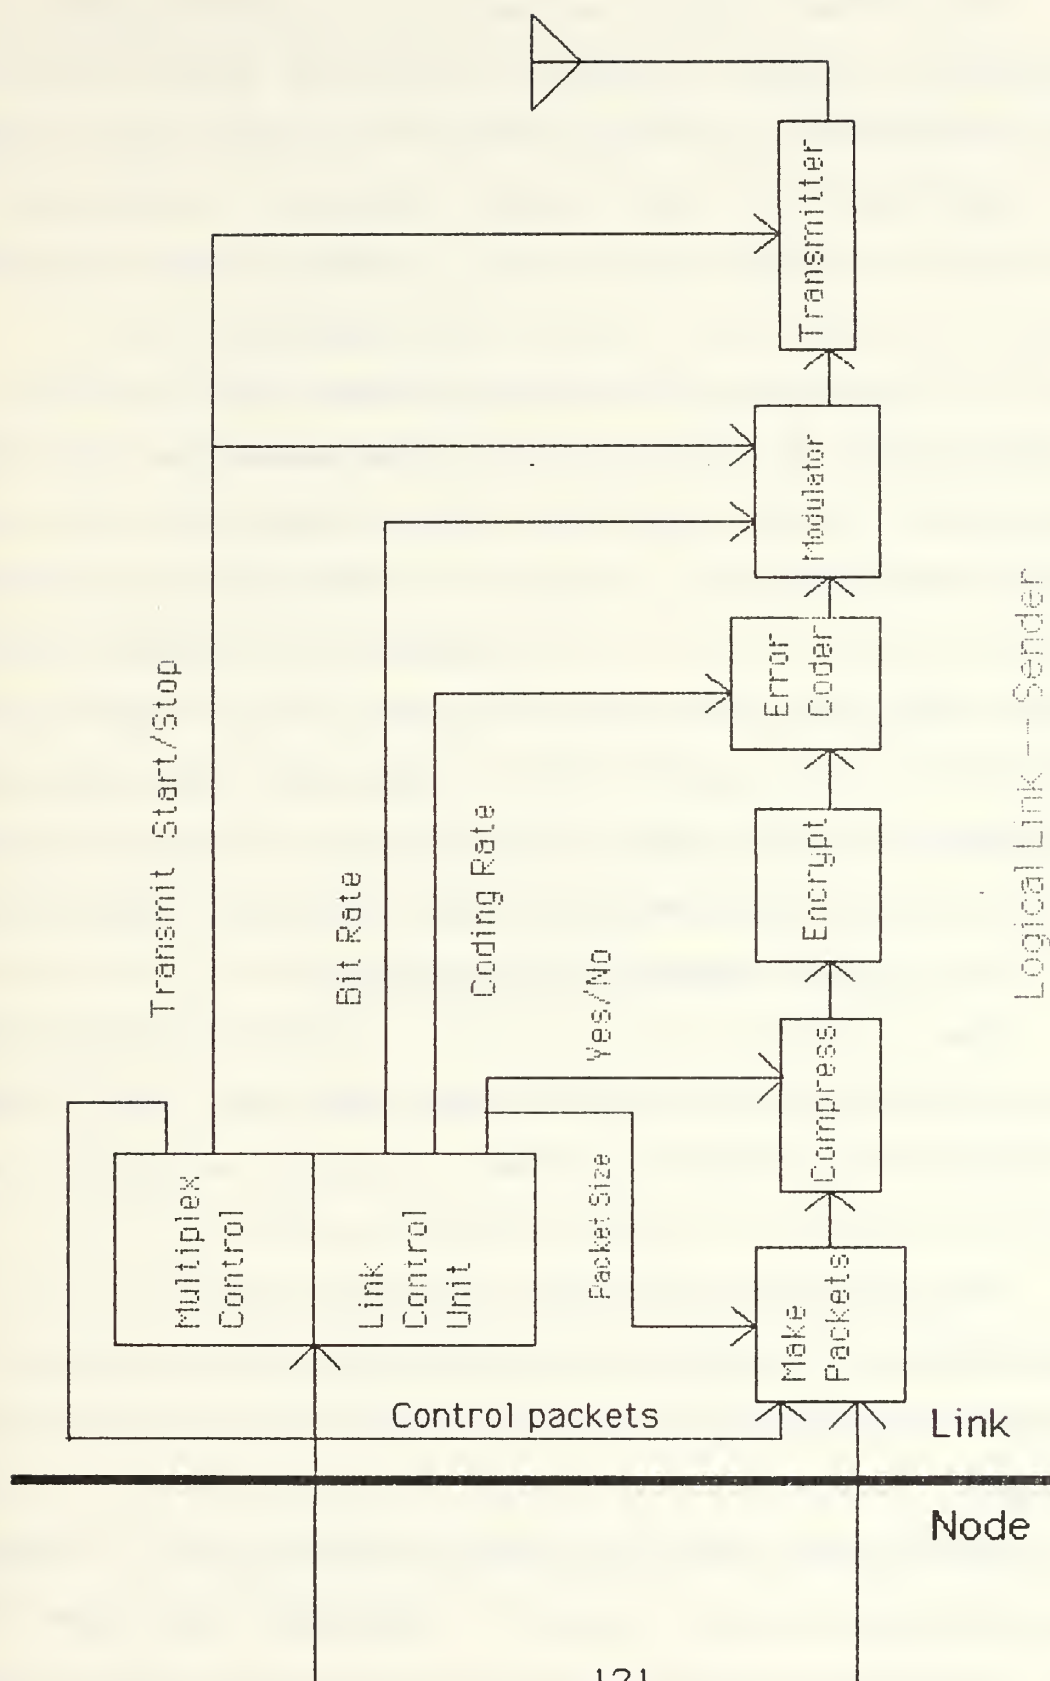 Transmit Start/Stop
Bit Rate
Coding Rate
Yes/No
Packet Size
Multiplex
Control
Link
Control
Unit
Transmitter
Modulator
Error
Coder
Encrypt
Compress
Make
Packets
Control packets
Link
Node
Logical Link -- Sender